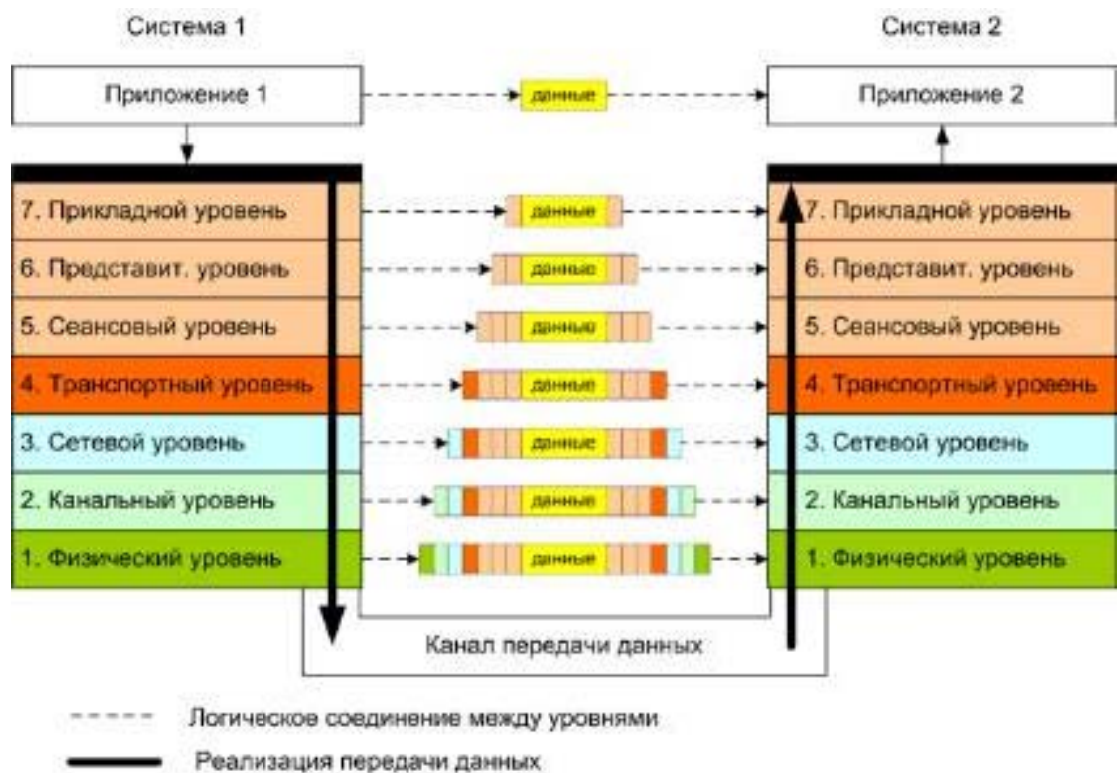 Система 1
Система 2
Приложение 1
данные
Приложение 2
7. Прикладной уровень
данные
7. Прикладной уровень
6. Представит. уровень
данные
6. Представит. уровень
5. Сеансовый уровень
данные
5. Сеансовый уровень
4. Транспортный уровень
данные
4. Транспортный уровень
3. Сетевой уровень
данные
3. Сетевой уровень
2. Канальный уровень
данные
2. Канальный уровень
1. Физический уровень
данные
1. Физический уровень
Канал передачи данных
Логическое соединение между уровнями
Реализация передачи данных